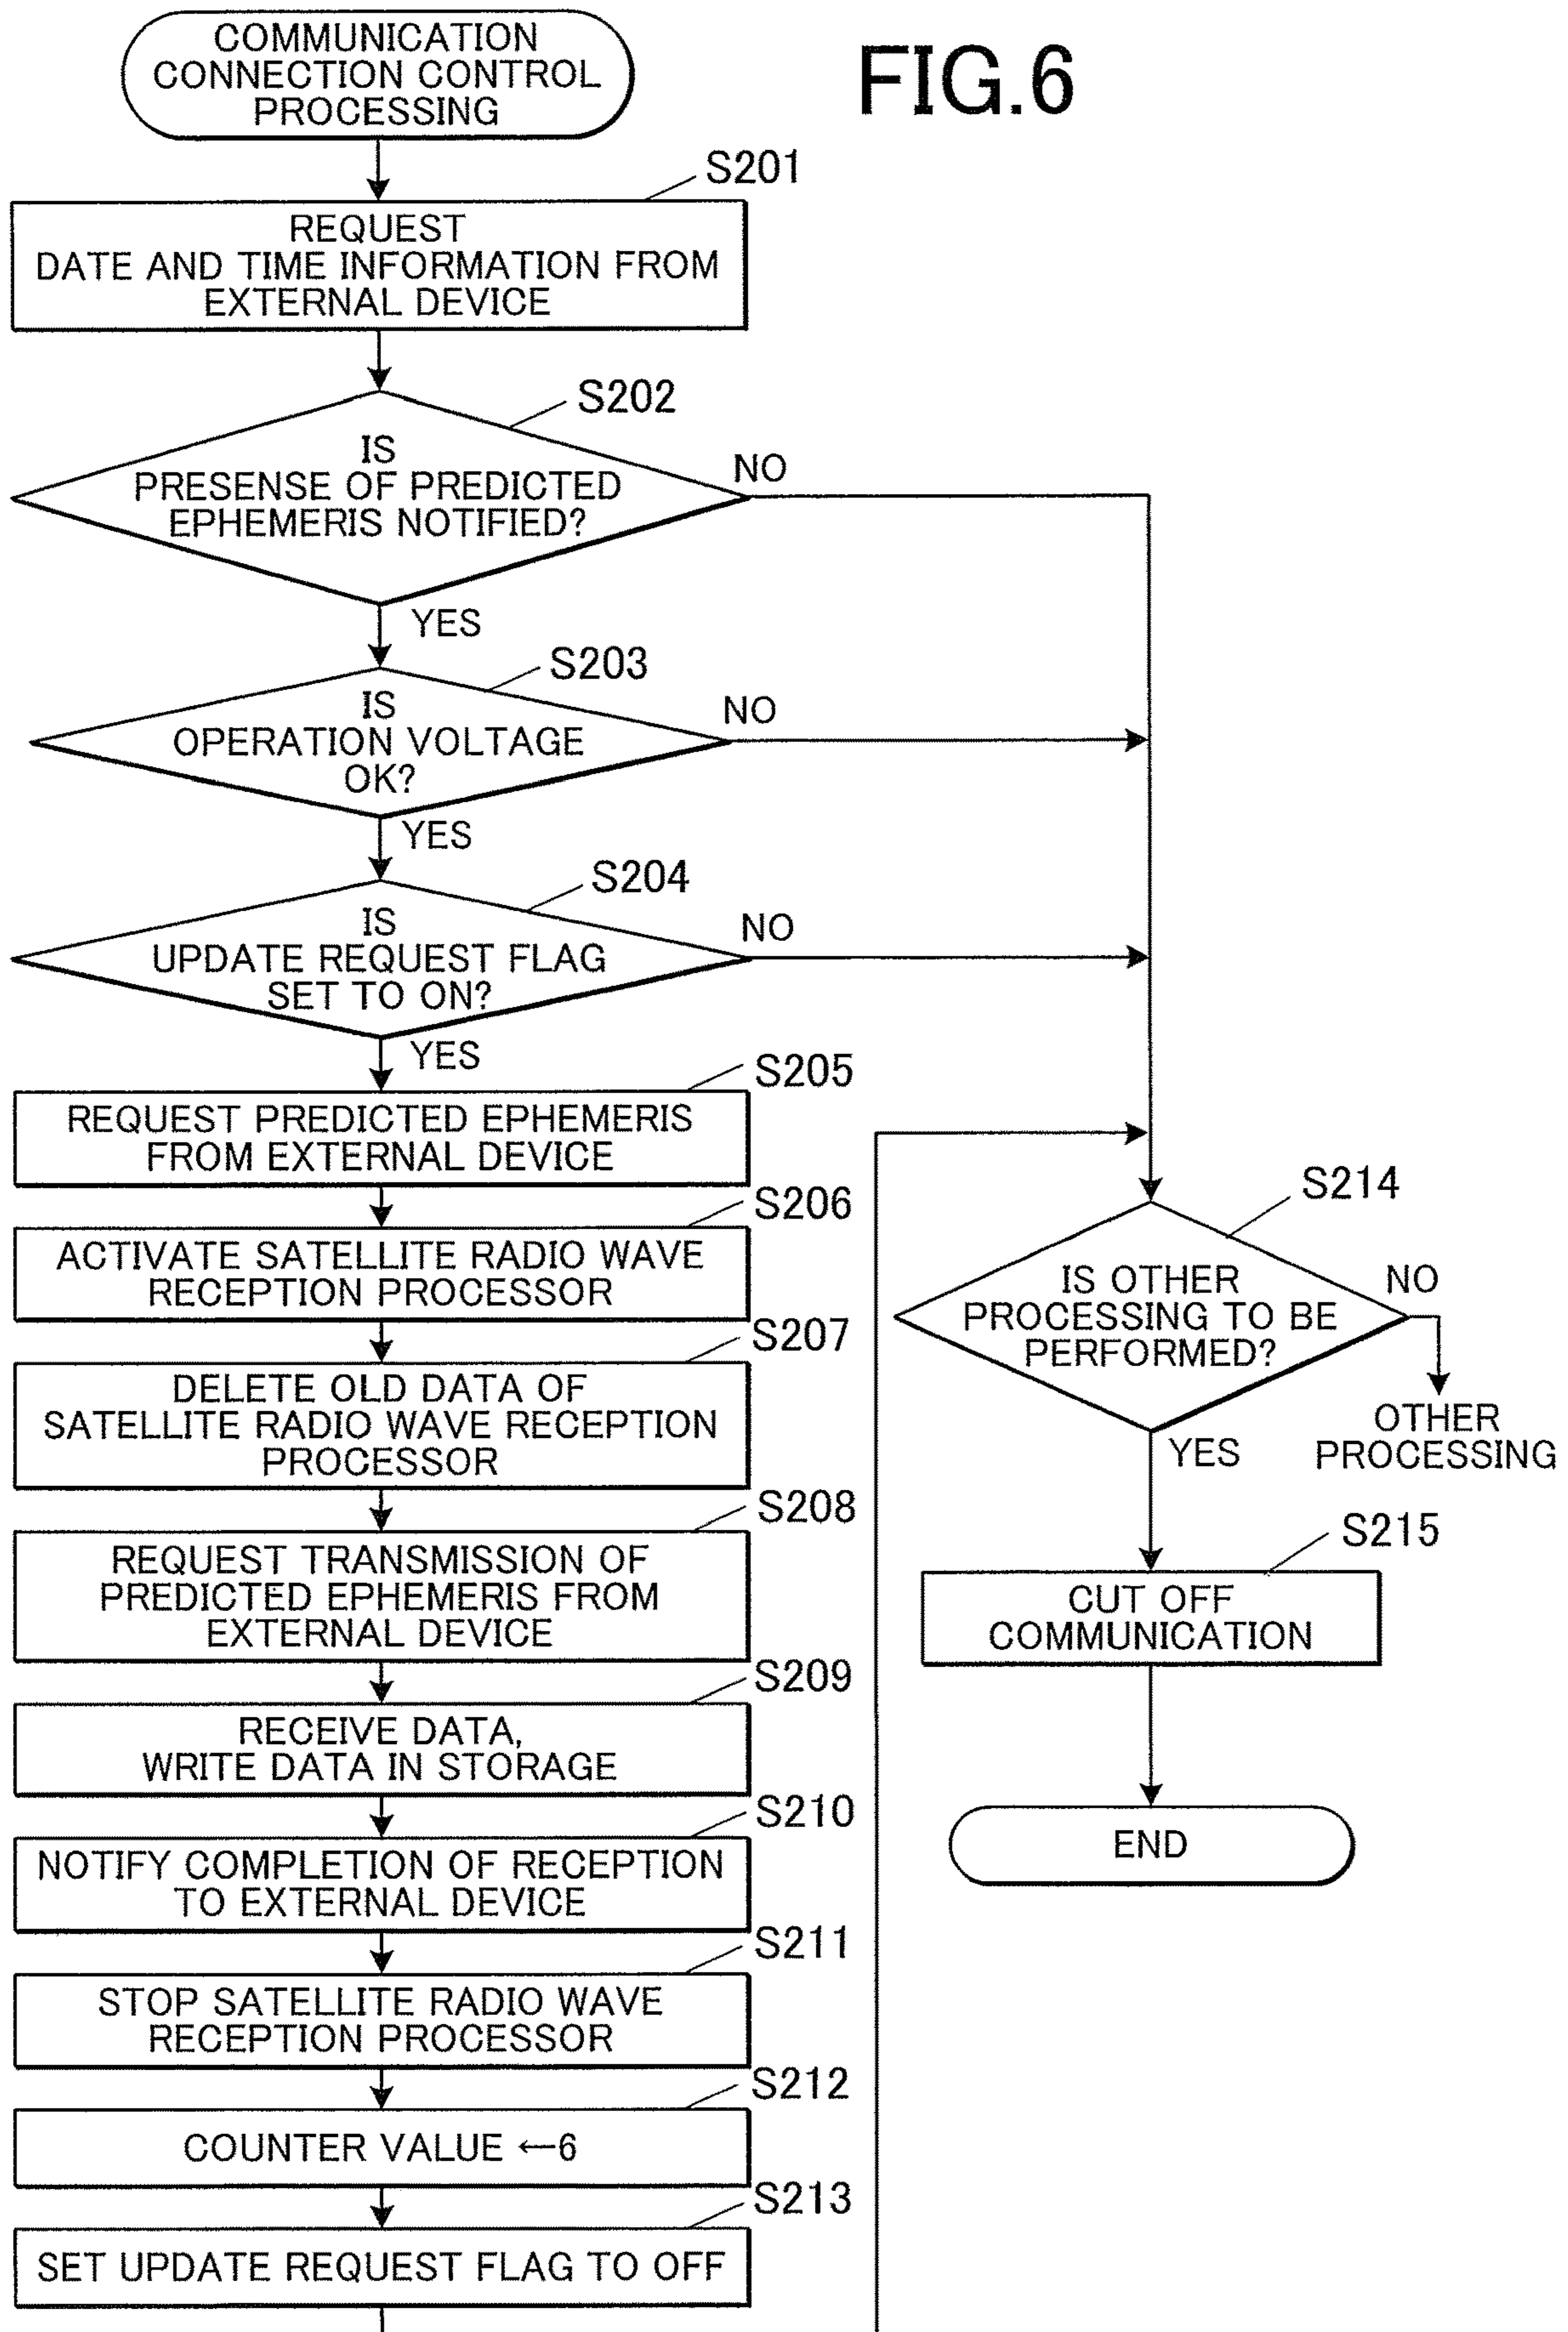 COMMUNICATION
CONNECTION CONTROL
PROCESSING
FIG.6
S201
REQUEST
DATE AND TIME INFORMATION FROM
EXTERNAL DEVICE
S202
IS
PRESENSE OF PREDICTED
EPHEMERIS NOTIFIED?
NO
YES
S203
IS
OPERATION VOLTAGE
OK?
NO
YES
S204
IS
UPDATE REQUEST FLAG
SET TO ON?
NO
YES
S205
REQUEST PREDICTED EPHEMERIS
FROM EXTERNAL DEVICE
S206
ACTIVATE SATELLITE RADIO WAVE
RECEPTION PROCESSOR
S207
DELETE OLD DATA OF
SATELLITE RADIO WAVE RECEPTION
PROCESSOR
S208
REQUEST TRANSMISSION OF
PREDICTED EPHEMERIS FROM
EXTERNAL DEVICE
S209
RECEIVE DATA,
WRITE DATA IN STORAGE
S210
NOTIFY COMPLETION OF RECEPTION
TO EXTERNAL DEVICE
S211
STOP SATELLITE RADIO WAVE
RECEPTION PROCESSOR
S212
COUNTER VALUE ←6
S213
SET UPDATE REQUEST FLAG TO OFF
S214
IS OTHER
PROCESSING TO BE
PERFORMED?
NO
OTHER
PROCESSING
YES
S215
CUT OFF
COMMUNICATION
END